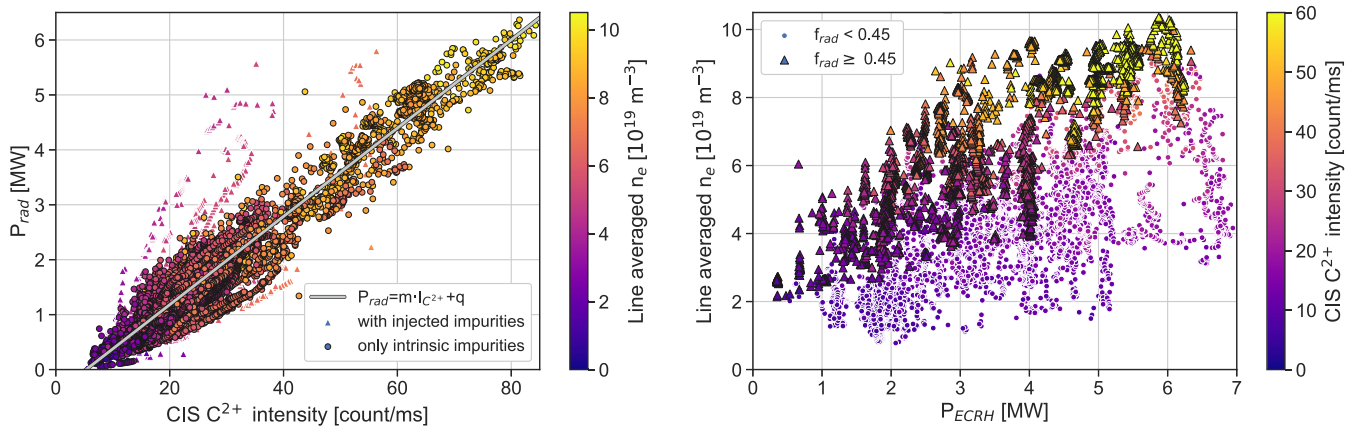 6
5
4
3
2
1
0
P_rad [MW]
0 20 40 60 80
CIS C²⁺ intensity [count/ms]
P_rad=m·I_C²⁺+q
with injected impurities
only intrinsic impurities
10
8
6
4
2
0
Line averaged n_e [10¹⁹ m⁻³]
10
8
6
4
2
0
Line averaged n_e [10¹⁹ m⁻³]
f_rad < 0.45
f_rad ≥ 0.45
0 1 2 3 4 5 6 7
P_ECRH [MW]
60
50
40
30
20
10
0
CIS C²⁺ intensity [count/ms]